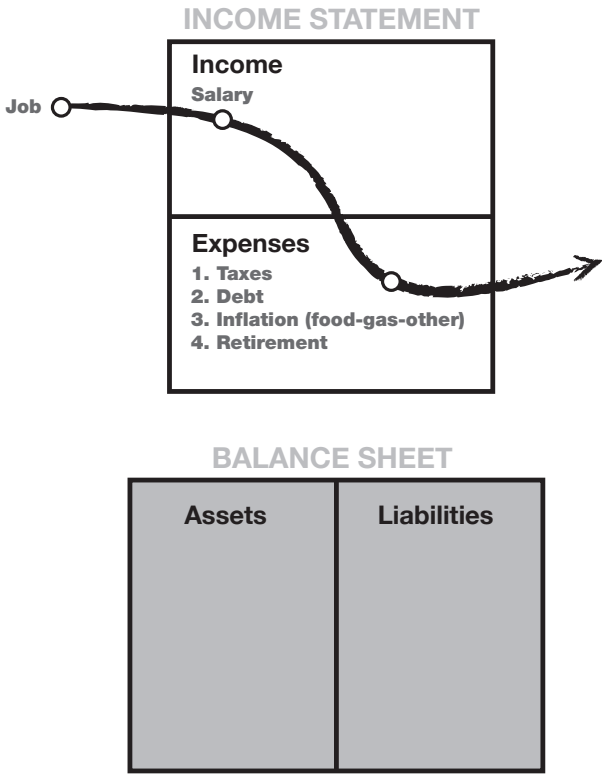 INCOME STATEMENT
Income
Salary
Job
Expenses
1. Taxes
2. Debt
3. Inflation (food-gas-other)
4. Retirement
BALANCE SHEET
Assets
Liabilities